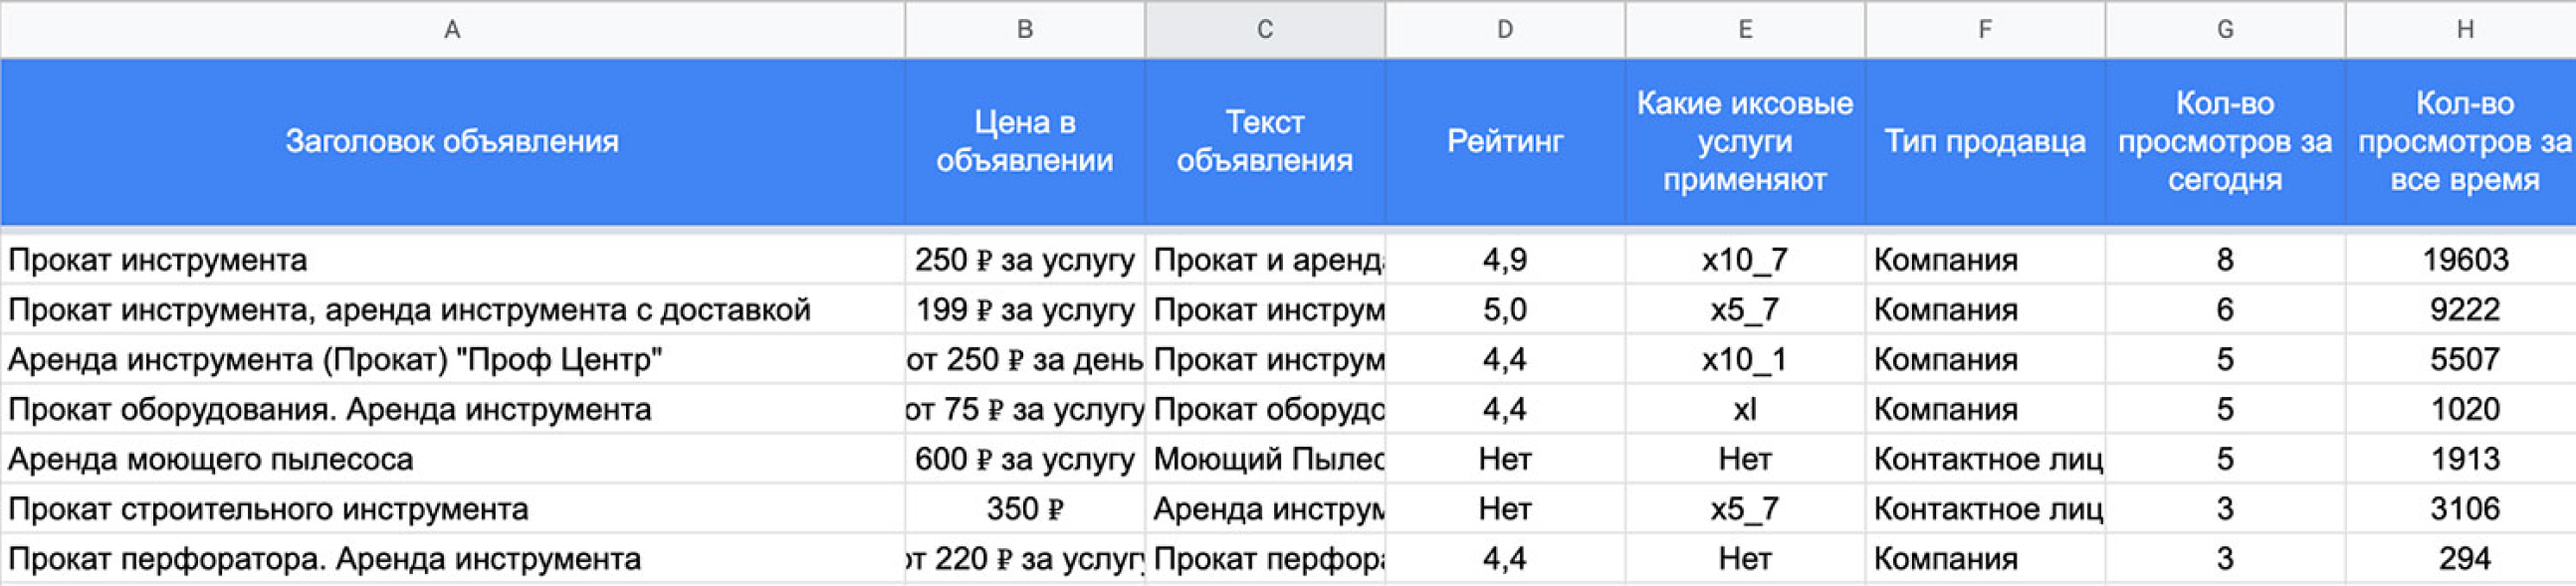 A B C D E F G H
Заголовок объявления
Цена в
объявлении
Текст
объявления
Рейтинг
Какие иксовые
услуги
применяют
Тип продавца
Кол-во
просмотров за
сегодня
Кол-во
просмотров за
все время
Прокат инструмента 250 ₽ за услугу Прокат и аренд 4,9 x10_7 Компания 8 19603
Прокат инструмента, аренда инструмента с доставкой 199 ₽ за услугу Прокат инструм 5,0 x5_7 Компания 6 9222
Аренда инструмента (Прокат) "Проф Центр" от 250 ₽ за день Прокат инструм 4,4 x10_1 Компания 5 5507
Прокат оборудования. Аренда инструмента от 75 ₽ за услугу Прокат оборудо 4,4 xl Компания 5 1020
Аренда моющего пылесоса 600 ₽ за услугу Моющий Пылес Нет Нет Контактное лиц 5 1913
Прокат строительного инструмента 350 ₽ Аренда инструм Нет x5_7 Контактное лиц 3 3106
Прокат перфоратора. Аренда инструмента от 220 ₽ за услугу Прокат перфора 4,4 Нет Компания 3 294